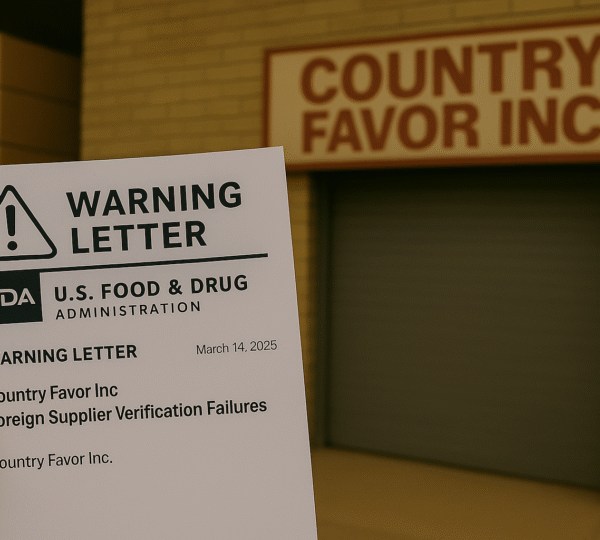 COUNTRY
FAVOR INC
WARNING
LETTER
DA
U.S. FOOD & DRUG
ADMINISTRATION
ARNING LETTER
March 14, 2025
ountry Favor Inc
oreign Supplier Verification Failures
ountry Favor Inc.